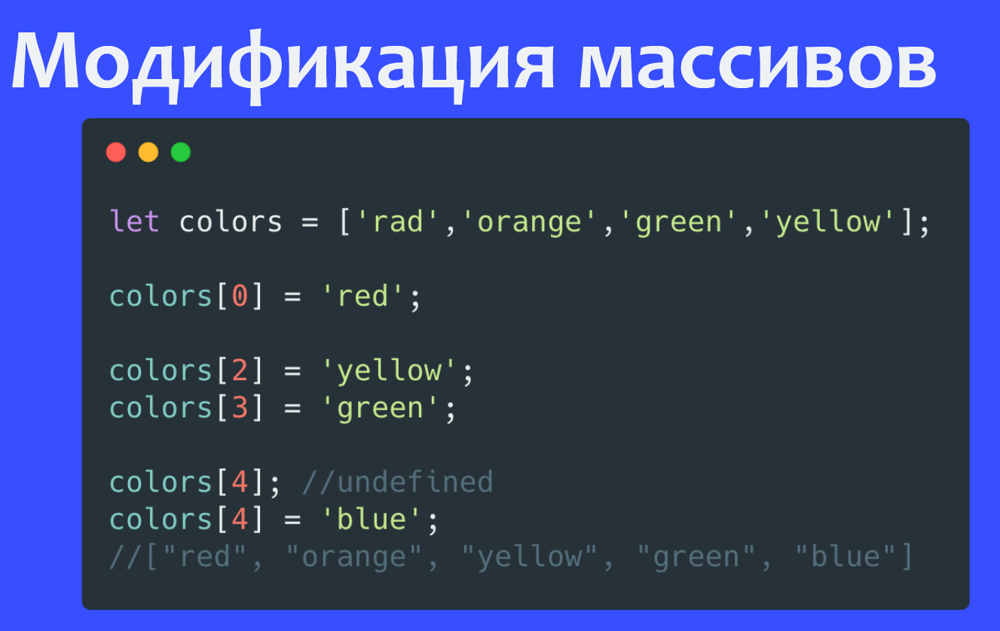 Модификация массивов
let colors = ['rad','orange','green','yellow'];
colors[0] = 'red';
colors[2] = 'yellow';
colors[3] = 'green';
colors[4]; //undefined
colors[4] = 'blue';
//["red", "orange", "yellow", "green", "blue"]